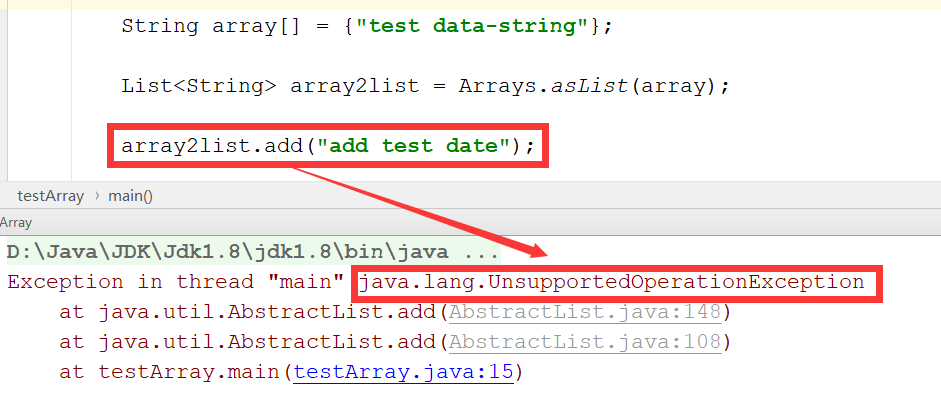 String array[] = {"test data-string"};
List<String> array2list = Arrays.asList(array);
array2list.add("add test date");
testArray › main()
Array
D:\Java\JDK\Jdk1.8\jdk1.8\bin\java ...
Exception in thread "main" java.lang.UnsupportedOperationException
at java.util.AbstractList.add(AbstractList.java:148)
at java.util.AbstractList.add(AbstractList.java:108)
at testArray.main(testArray.java:15)